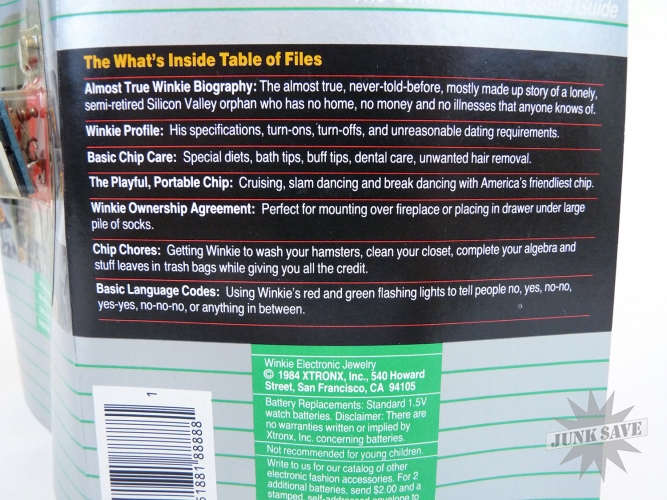 User's Guide
The What's Inside Table of Files
Almost True Winkie Biography: The almost true, never-told-before, mostly made up story of a lonely,
semi-retired Silicon Valley orphan who has no home, no money and no illnesses that anyone knows of.
Winkie Profile: His specifications, turn-ons, turn-offs, and unreasonable dating requirements.
Basic Chip Care: Special diets, bath tips, buff tips, dental care, unwanted hair removal.
The Playful, Portable Chip: Cruising, slam dancing and break dancing with America's friendliest chip.
Winkie Ownership Agreement: Perfect for mounting over fireplace or placing in drawer under large
pile of socks.
Chip Chores: Getting Winkie to wash your hamsters, clean your closet, complete your algebra and
stuff leaves in trash bags while giving you all the credit.
Basic Language Codes: Using Winkie's red and green flashing lights to tell people no, yes, no-no,
yes-yes, no-no-no, or anything in between.
Winkie Electronic Jewelry
© 1984 XTRONX, Inc., 540 Howard
Street, San Francisco, CA 94105
Battery Replacements: Standard 1.5V
watch batteries. Disclaimer: There are
no warranties written or implied by
Xtronx, Inc. concerning batteries.
Not recommended for young children.
Write to us for our catalog of other
electronic fashion accessories. For 2
additional batteries, send $2.00 and a
stamped, self-addressed envelope to
1
51881-88888
JUNK SAVE